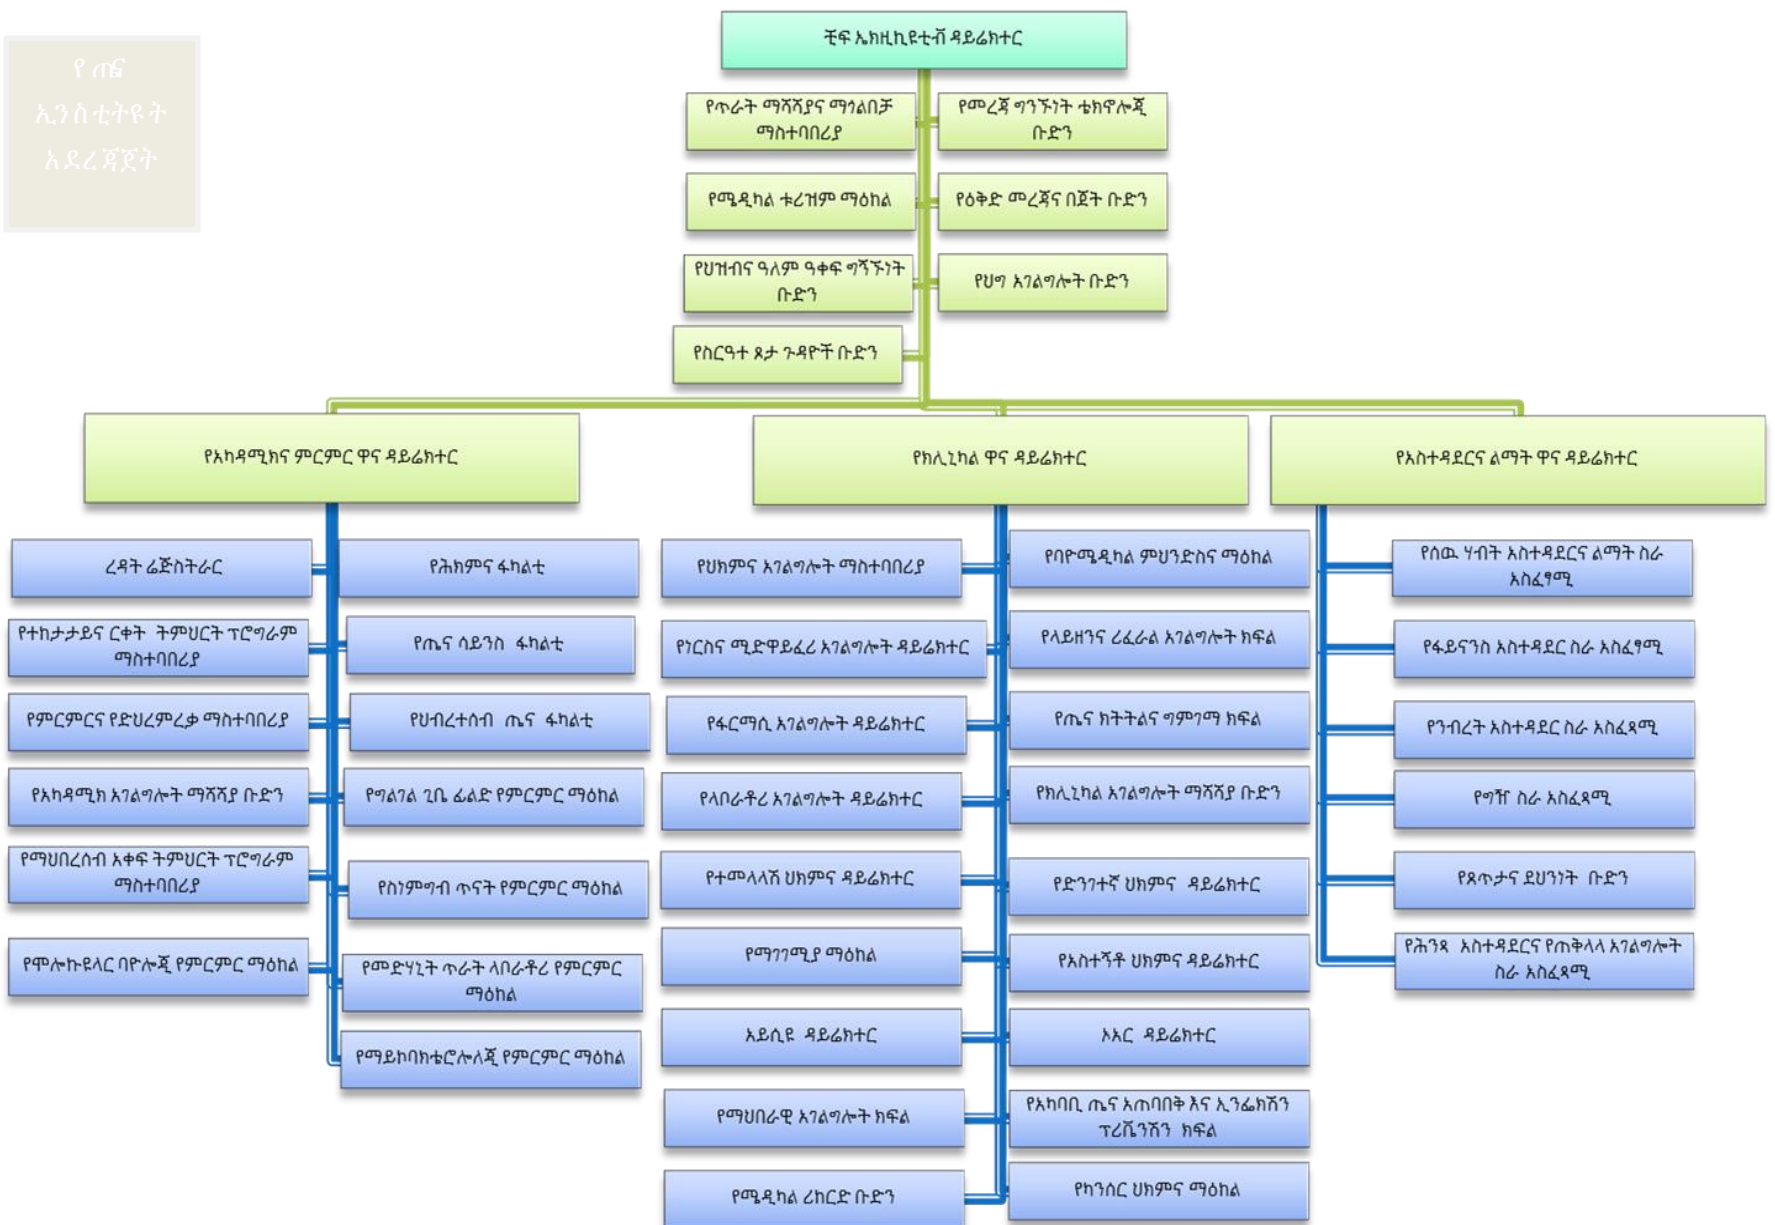 የ ጤና
ኢንስቲትዩት
አደረጃጀት
ቺፍ ኤክዚኪዩቲቭ ዳይሬክተር
የጥራት ማሻሻያና ማጎልበቻ
ማስተባበሪያ
የመረጃ ግንኙነት ቴክኖሎጂ
ቡድን
የሜዲካል ቱሪዝም ማዕከል
የዕቅድ መረጃና በጀት ቡድን
የህዝብና ዓለም ዓቀፍ ግኝኙነት
ቡድን
የህግ አገልግሎት ቡድን
የስርዓተ ጾታ ጉዳዮች ቡድን
የአካዳሚክና ምርምር ዋና ዳይሬክተር
ረዳት ሬጅስትራር
የሕክምና ፋካልቲ
የተከታታይና ርቀት ትምህርት ፕሮግራም
ማስተባበሪያ
የጤና ሳይንስ ፋካልቲ
የምርምርና የድህረምረቃ ማስተባበሪያ
የህብረተሰብ ጤና ፋካልቲ
የአካዳሚክ አገልግሎት ማሻሻያ ቡድን
የግልገል ጊቤ ፊልድ የምርምር ማዕከል
የማህበረሰብ አቀፍ ትምህርት ፕሮግራም
ማስተባበሪያ
የስነምግብ ጥናት የምርምር ማዕከል
የሞሎኩዩላር ባዮሎጂ የምርምር ማዕከል
የመድሃኒት ጥራት ላቦራቶሪ የምርምር
ማዕከል
የማይኮባክቴሮሎለጂ የምርምር ማዕከል
የክሊኒካል ዋና ዳይሬክተር
የህክምና አገልግሎት ማስተባበሪያ
የባዮሜዲካል ምህንድስና ማዕከል
የነርስና ሚድዋይፈሪ አገልግሎት ዳይሬክተር
የላይዘንና ሪፈራል አገልግሎት ክፍል
የፋርማሲ አገልግሎት ዳይሬክተር
የጤና ክትትልና ግምገማ ክፍል
የላቦራቶሪ አገልግሎት ዳይሬክተር
የክሊኒካል አገልግሎት ማሻሻያ ቡድን
የተመላላሽ ህክምና ዳይሬክተር
የድንገተኛ ህክምና ዳይሬክተር
የማገገሚያ ማዕከል
የአስተኝቶ ህክምና ዳይሬክተር
አይሲዩ ዳይሬክተር
ኦአር ዳይሬክተር
የማህበራዊ አገልግሎት ክፍል
የአካባቢ ጤና አጠባበቅ እና ኢንፌክሽን
ፕሪቬንሽን ክፍል
የሜዲካል ሪከርድ ቡድን
የካንሰር ህክምና ማዕከል
የአስተዳደርና ልማት ዋና ዳይሬክተር
የሰዉ ሃብት አስተዳደርና ልማት ስራ
አስፈፃሚ
የፋይናንስ አስተዳደር ስራ አስፈፃሚ
የንብረት አስተዳደር ስራ አስፈጻሚ
የግዥ ስራ አስፈጻሚ
የጸጥታና ደህንነት ቡድን
የሕንጻ አስተዳደርና የጠቅላላ አገልግሎት
ስራ አስፈጻሚ